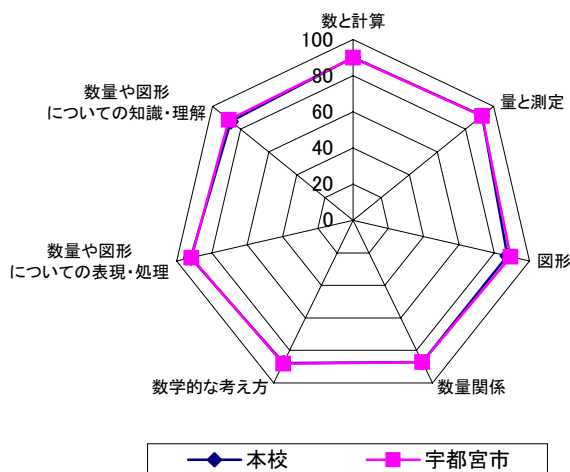 数と計算
100
80
60
40
20
0
量と測定
図形
数量関係
数学的な考え方
数量や図形
についての表現・処理
数量や図形
についての知識・理解
本校
宇都宮市